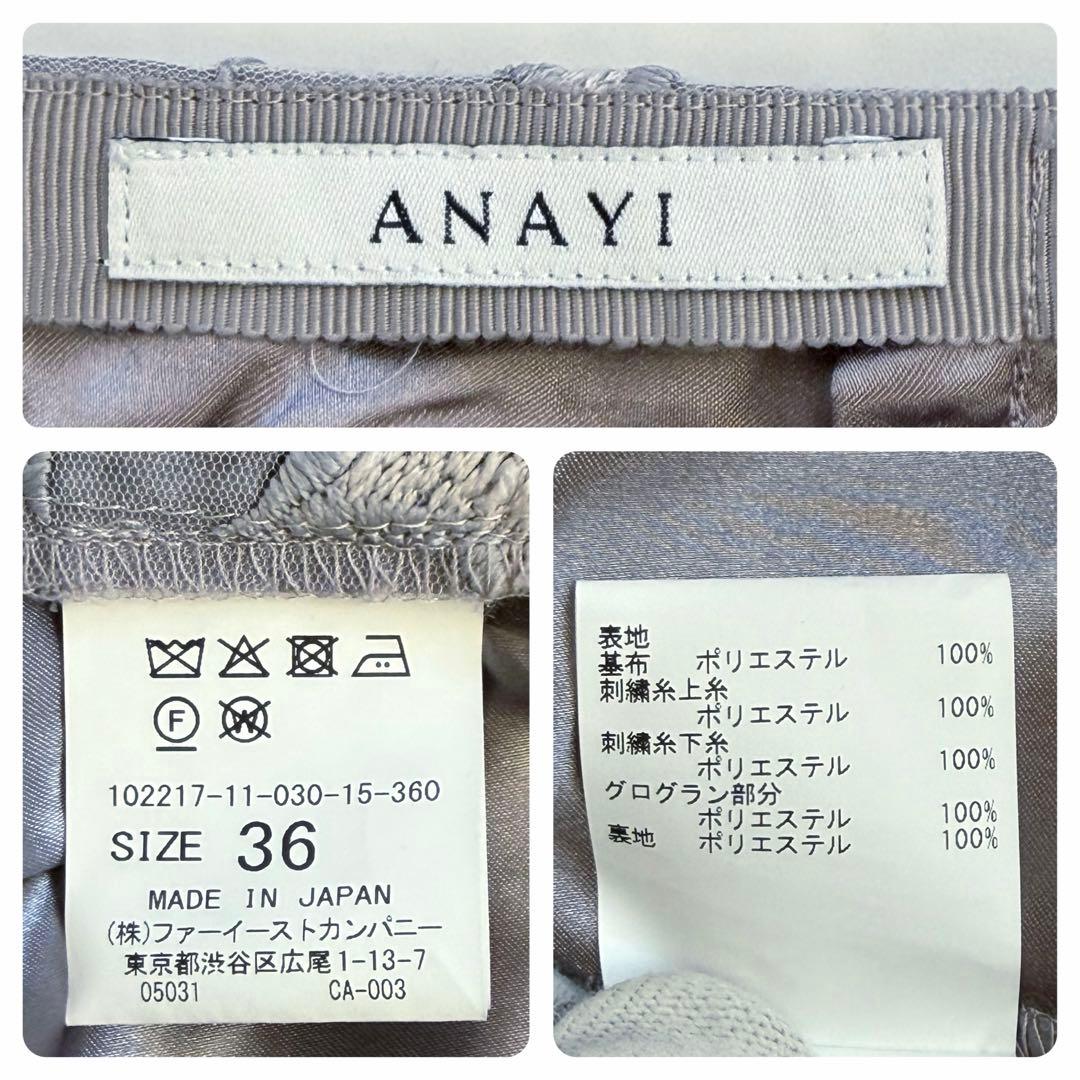 ANAYI
F
W
102217-11-030-15-360
SIZE 36
MADE IN JAPAN
(株)ファーイーストカンパニー
東京都渋谷区広尾1-13-7
05031 CA-003
表地
基布 ポリエステル 100%
刺繍糸上糸
ポリエステル 100%
刺繍糸下糸
ポリエステル 100%
グログラン部分
ポリエステル 100%
裏地 ポリエステル 100%